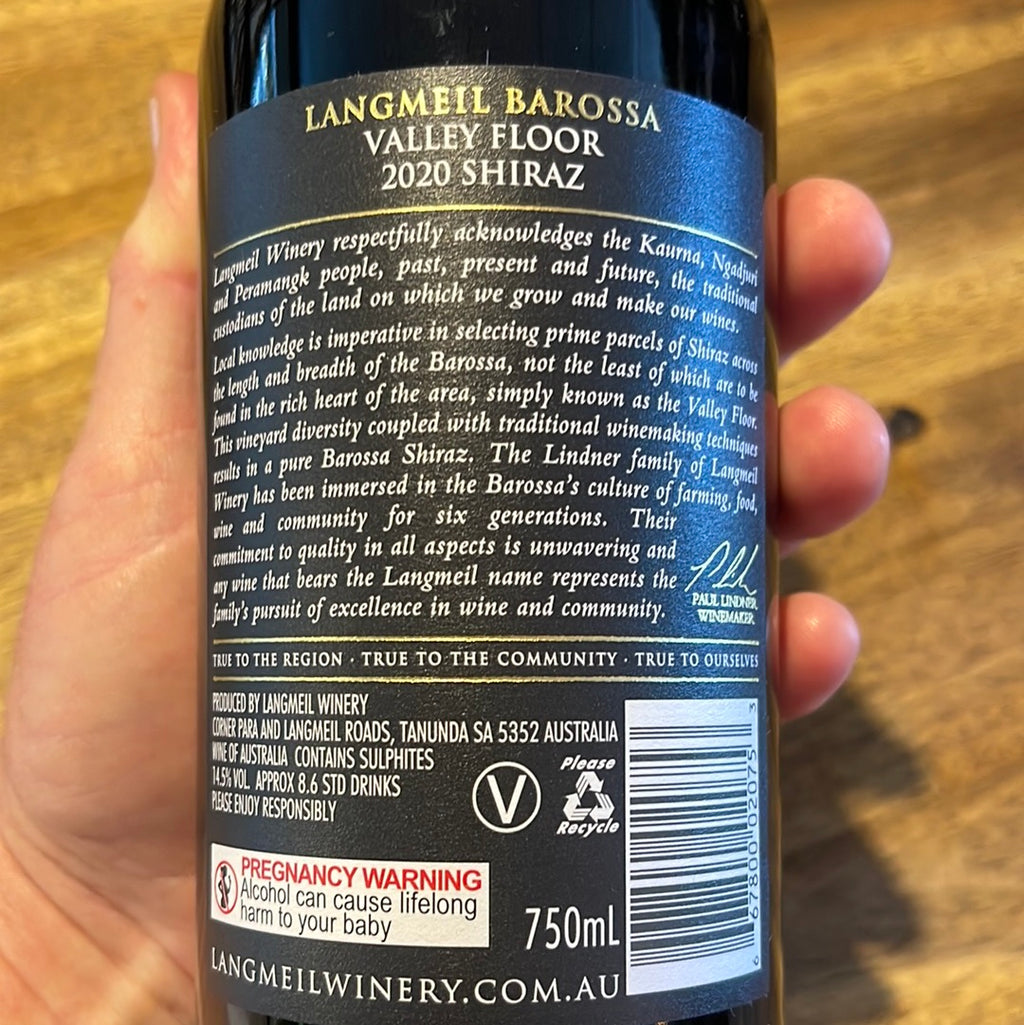 LANGMEIL BAROSSA
VALLEY FLOOR
2020 SHIRAZ
Langmeil Winery respectfully acknowledges the Kaurna, Ngadjuri
and Peramangk people, past, present and future, the traditional
custodians of the land on which we grow and make our wines.
Local knowledge is imperative in selecting prime parcels of Shiraz across
the length and breadth of the Barossa, not the least of which are to be
found in the rich heart of the area, simply known as the Valley Floor.
This vineyard diversity coupled with traditional winemaking techniques
results in a pure Barossa Shiraz. The Lindner family of Langmeil
Winery has been immersed in the Barossa's culture of farming, food,
wine and community for six generations. Their
commitment to quality in all aspects is unwavering and
any wine that bears the Langmeil name represents the
family's pursuit of excellence in wine and community.
PAUL LINDNER
WINEMAKER
TRUE TO THE REGION · TRUE TO THE COMMUNITY · TRUE TO OURSELVES
PRODUCED BY LANGMEIL WINERY
CORNER PARA AND LANGMEIL ROADS, TANUNDA SA 5352 AUSTRALIA
WINE OF AUSTRALIA CONTAINS SULPHITES
14.5% VOL. APPROX 8.6 STD DRINKS
PLEASE ENJOY RESPONSIBLY
V
Please
Recycle
PREGNANCY WARNING
Alcohol can cause lifelong
harm to your baby
750mL
6 67800 02075 3
LANGMEILWINERY.COM.AU